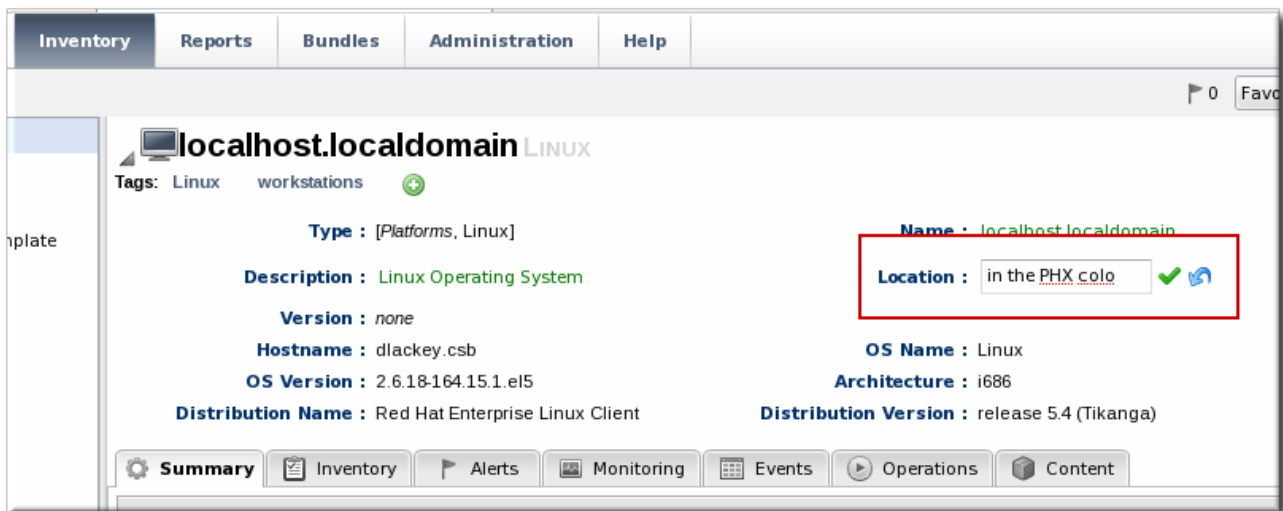 Inventory Reports Bundles Administration Help
0 Favo
localhost.localdomain LINUX
Tags: Linux workstations
nplate
Type : [Platforms, Linux] Name : localhost.localdomain
Description : Linux Operating System Location : in the PHX colo
Version : none
Hostname : dlackey.csb OS Name : Linux
OS Version : 2.6.18-164.15.1.el5 Architecture : i686
Distribution Name : Red Hat Enterprise Linux Client Distribution Version : release 5.4 (Tikanga)
Summary Inventory Alerts Monitoring Events Operations Content